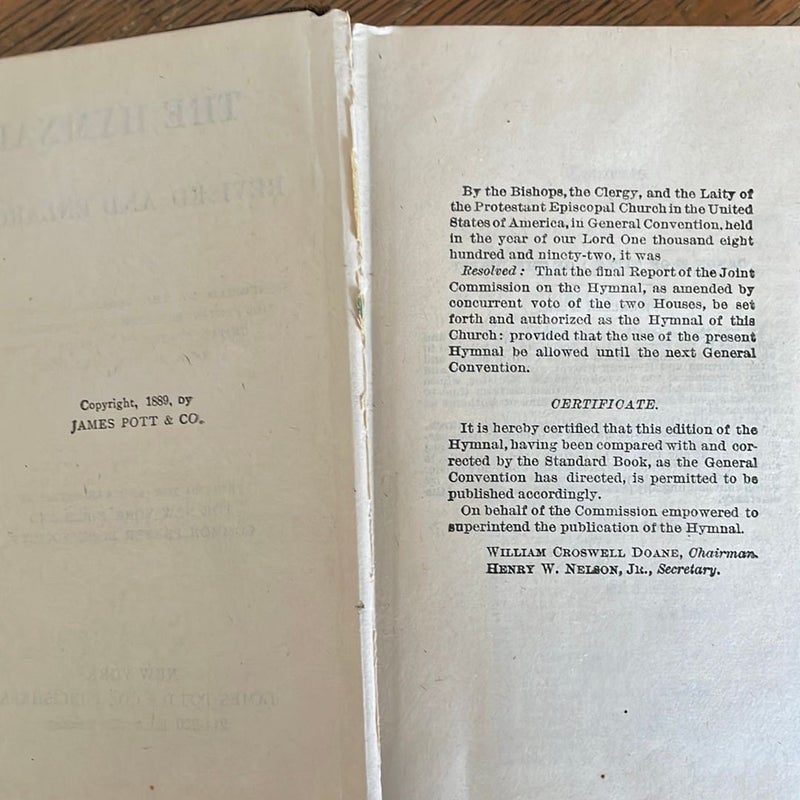 Copyright, 1889, by
JAMES POTT & CO.
By the Bishops, the Clergy, and the Laity of
the Protestant Episcopal Church in the United
States of America, in General Convention, held
in the year of our Lord One thousand eight
hundred and ninety-two, it was
Resolved: That the final Report of the Joint
Commission on the Hymnal, as amended by
concurrent vote of the two Houses, be set
forth and authorized as the Hymnal of this
Church: provided that the use of the present
Hymnal be allowed until the next General
Convention.
CERTIFICATE.
It is hereby certified that this edition of the
Hymnal, having been compared with and cor-
rected by the Standard Book, as the General
Convention has directed, is permitted to be
published accordingly.
On behalf of the Commission empowered to
superintend the publication of the Hymnal.
WILLIAM CROSWELL DOANE, Chairman.
HENRY W. NELSON, JR., Secretary.